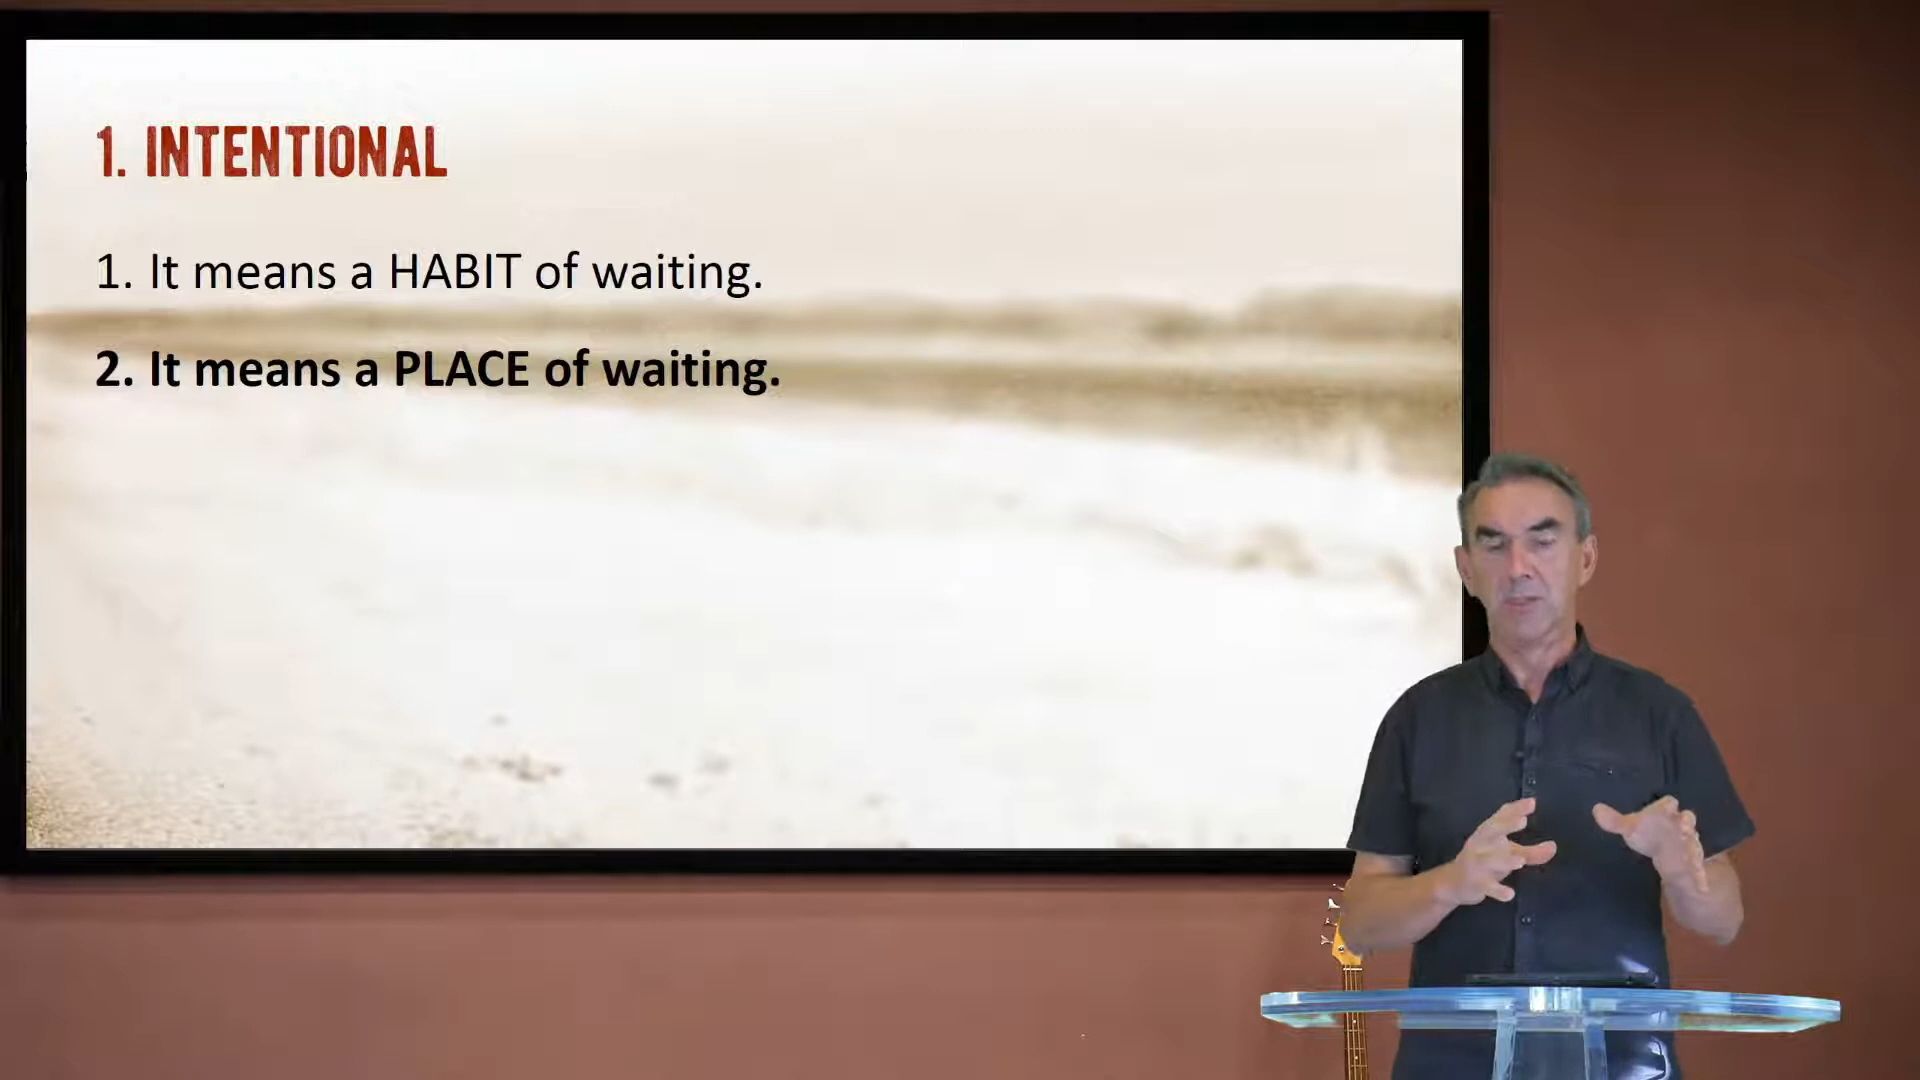 1. INTENTIONAL
1. It means a HABIT of waiting.
2. It means a PLACE of waiting.